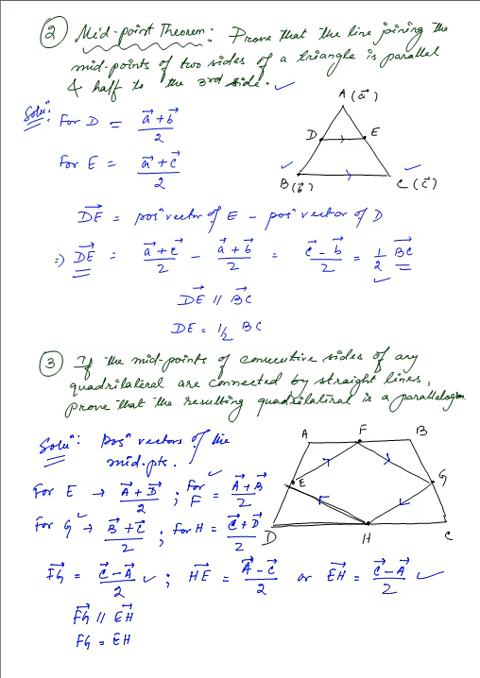 ② Mid-point Theorem: Prove that the line joining the
mid-points of two sides of a triangle is parallel
& half to the 3rd side.
Soluⁿ: For D = (a⃗ + b⃗)/2
For E = (a⃗ + c⃗)/2
A (a⃗)
D E
B (b⃗) C (c⃗)
DE⃗ = posⁿ vector of E − posⁿ vector of D
⇒ DE⃗ = (a⃗ + c⃗)/2 − (a⃗ + b⃗)/2 = (c⃗ − b⃗)/2 = 1/2 BC⃗
DE⃗ // BC⃗
DE = 1/2 BC
③ If the mid-points of consecutive sides of any
quadrilateral are connected by straight lines,
prove that the resulting quadrilateral is a parallelogram
Soluⁿ: Posⁿ vectors of the
mid-pts.
A F B
E G
D H C
For E → (A⃗ + D⃗)/2 ; For F = (A⃗ + B⃗)/2
For G → (B⃗ + C⃗)/2 ; For H = (C⃗ + D⃗)/2
FG⃗ = (C⃗ − A⃗)/2 ✓ ; HE⃗ = (A⃗ − C⃗)/2 or EH⃗ = (C⃗ − A⃗)/2 ✓
FG⃗ // EH⃗
FG = EH